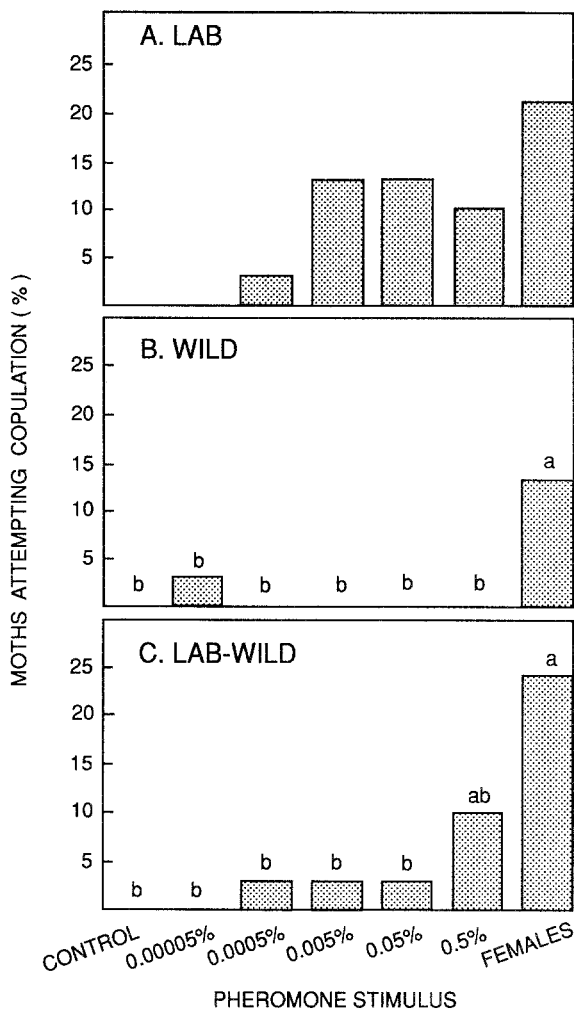 MOTHS ATTEMPTING COPULATION (%)
A. LAB
25
20
15
10
5
B. WILD
25
20
15
10
5
b
b
b
b
b
b
a
C. LAB-WILD
25
20
15
10
5
b
b
b
b
b
ab
a
CONTROL
0.00005%
0.0005%
0.005%
0.05%
0.5%
FEMALES
PHEROMONE STIMULUS